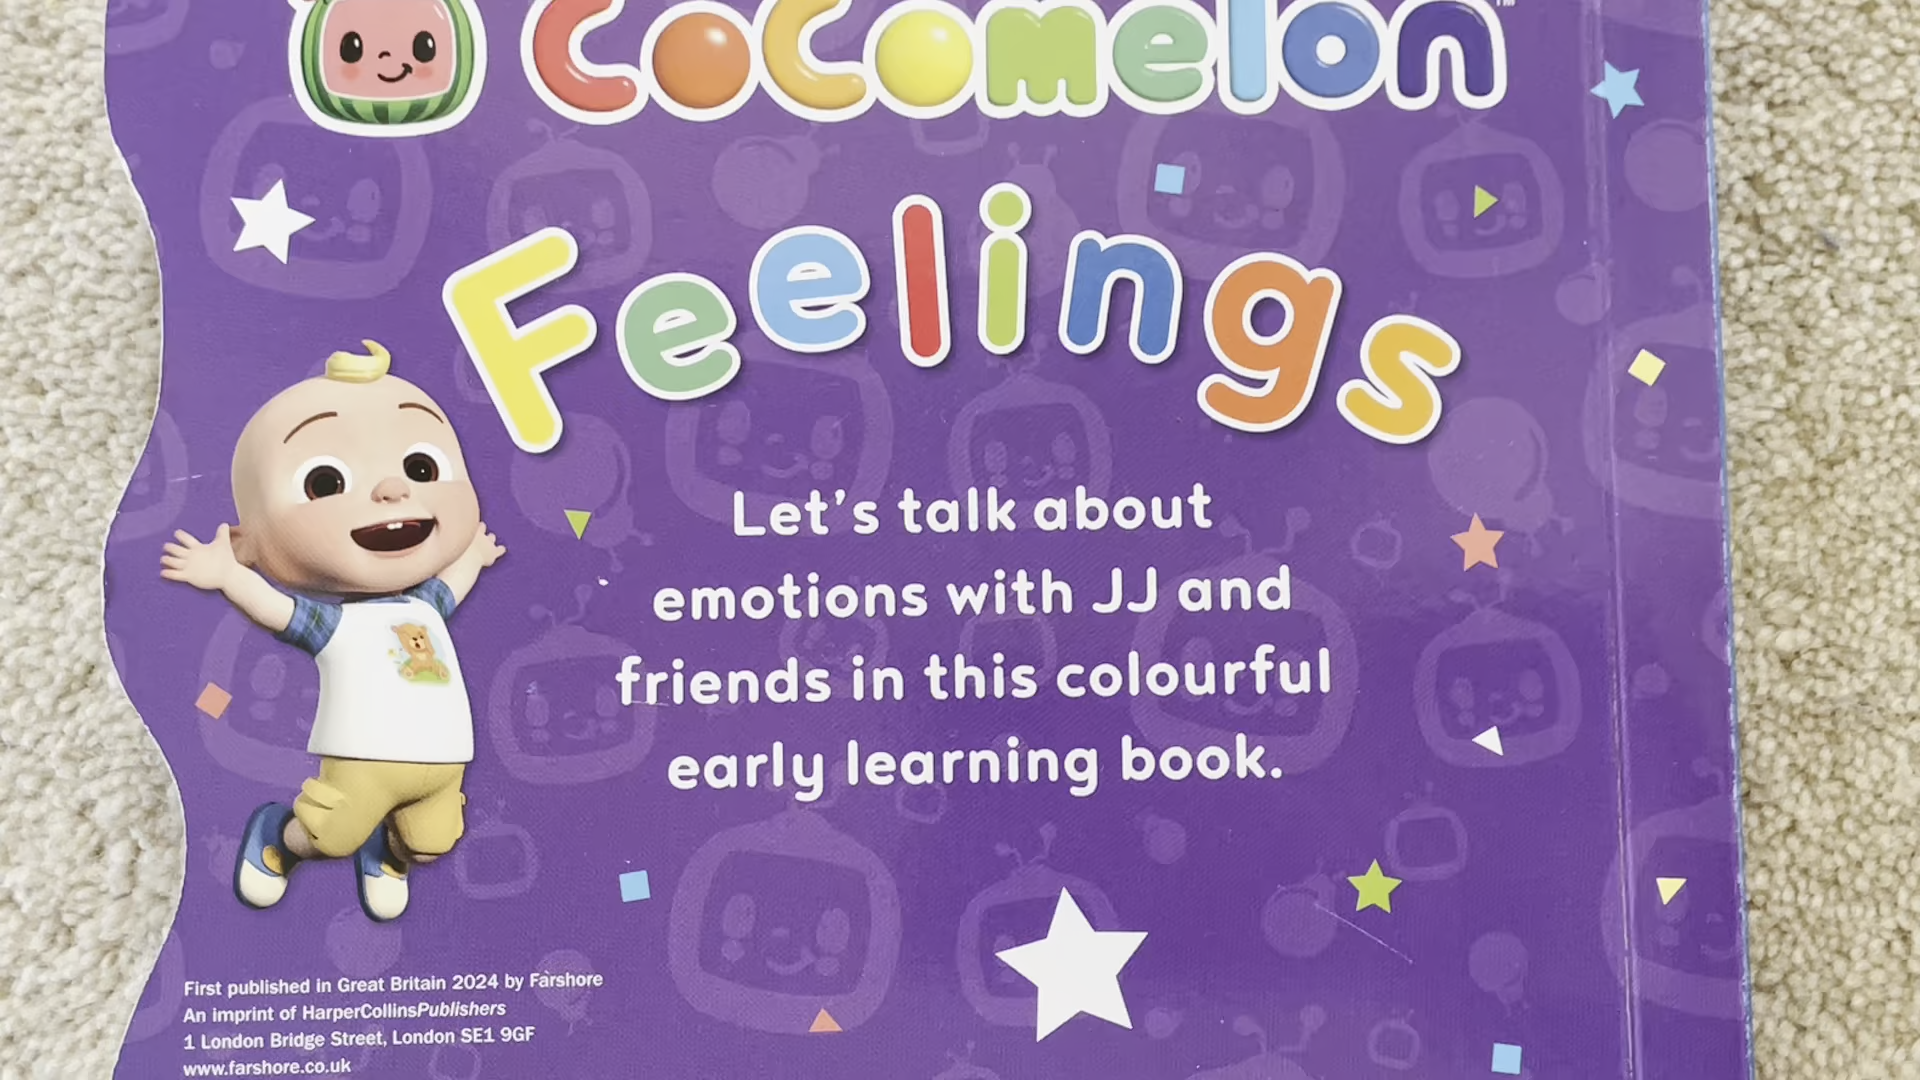 CoComelon™
Feelings
Let's talk about
emotions with JJ and
friends in this colourful
early learning book.
First published in Great Britain 2024 by Farshore
An imprint of HarperCollinsPublishers
1 London Bridge Street, London SE1 9GF
www.farshore.co.uk